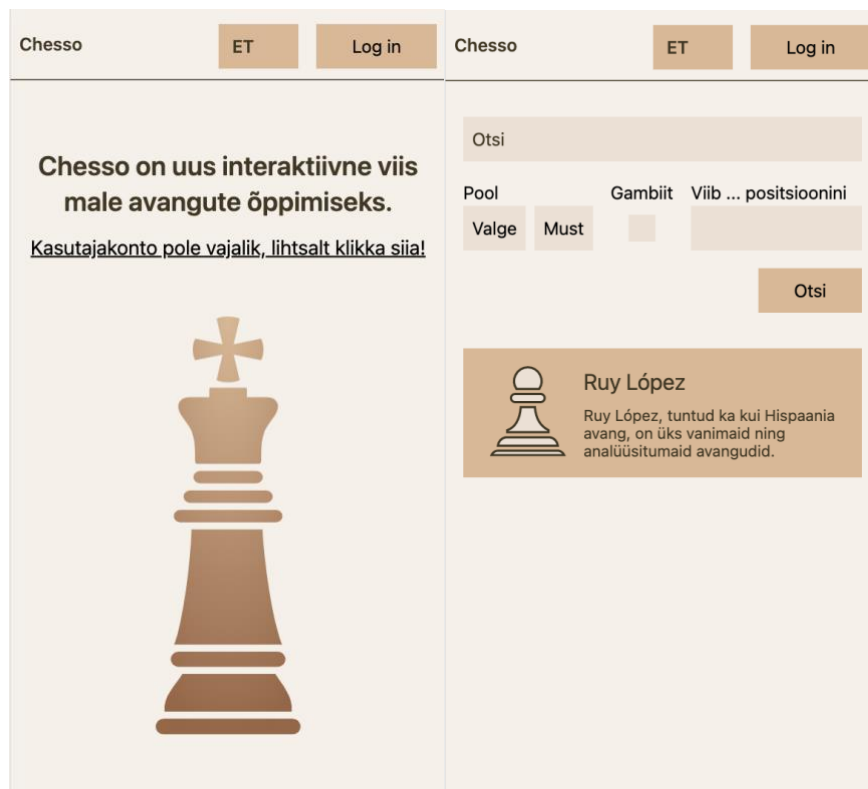 Chesso ET Log in
Chesso on uus interaktiivne viis
male avangute õppimiseks.
Kasutajakonto pole vajalik, lihtsalt klikka siia!
Chesso ET Log in
Otsi
Pool Gambiit Viib ... positsioonini
Valge Must
Otsi
Ruy López
Ruy López, tuntud ka kui Hispaania
avang, on üks vanimaid ning
analüüsitumaid avangudid.